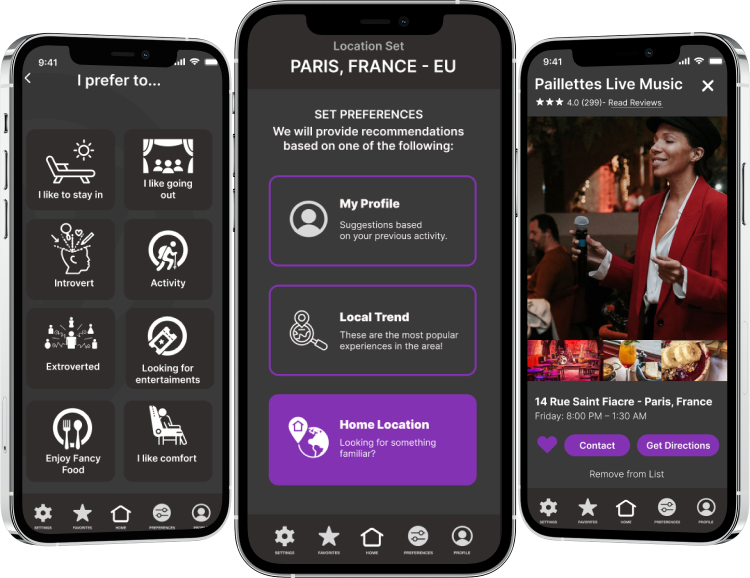 9:41
I prefer to...
I like to stay in
I like going
out
Introvert
Activity
Extroverted
Looking for
entertaiments
Enjoy Fancy
Food
I like comfort
SETTINGS
FAVORITES
HOME
PREFERENCES
PROFILE
Location Set
PARIS, FRANCE - EU
SET PREFERENCES
We will provide recommendations
based on one of the following:
My Profile
Suggestions based
on your previous activity.
Local Trend
These are the most popular
experiences in the area!
Home Location
Looking for something
familiar?
SETTINGS
FAVORITES
HOME
PREFERENCES
PROFILE
9:41
Paillettes Live Music
4.0 (299)- Read Reviews
14 Rue Saint Fiacre - Paris, France
Friday: 8:00 PM – 1:30 AM
Contact
Get Directions
Remove from List
SETTINGS
FAVORITES
HOME
PREFERENCES
PROFILE